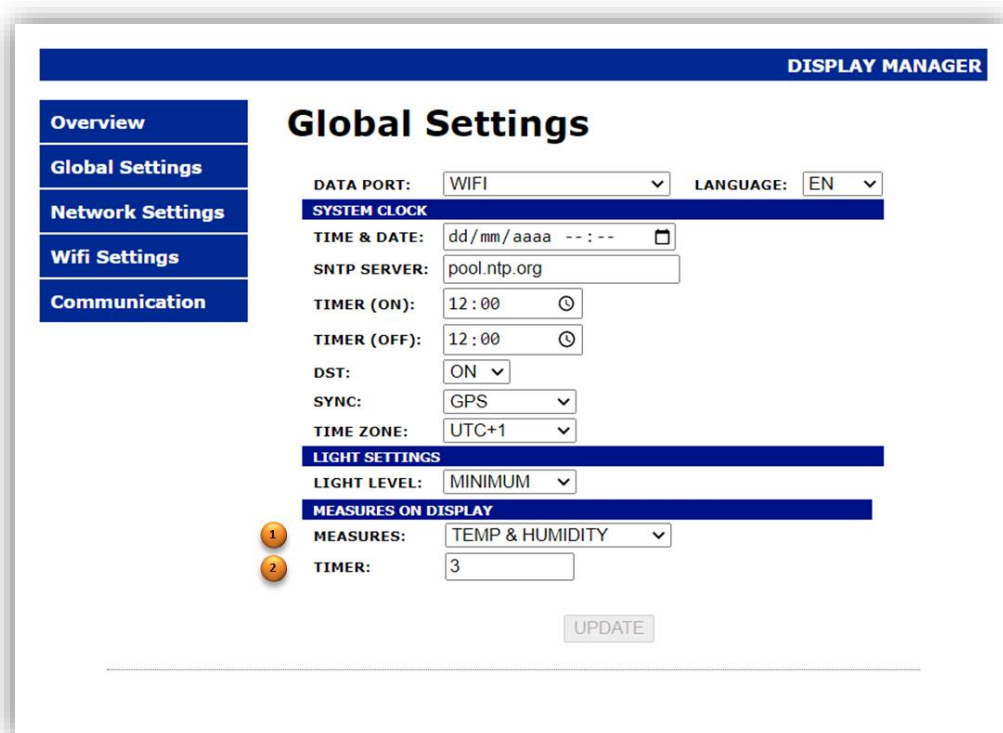 DISPLAY MANAGER
Overview
Global Settings
Network Settings
Wifi Settings
Communication
Global Settings
DATA PORT: WIFI LANGUAGE: EN
SYSTEM CLOCK
TIME & DATE: dd/mm/aaaa --:--
SNTP SERVER: pool.ntp.org
TIMER (ON): 12:00
TIMER (OFF): 12:00
DST: ON
SYNC: GPS
TIME ZONE: UTC+1
LIGHT SETTINGS
LIGHT LEVEL: MINIMUM
MEASURES ON DISPLAY
1 MEASURES: TEMP & HUMIDITY
2 TIMER: 3
UPDATE